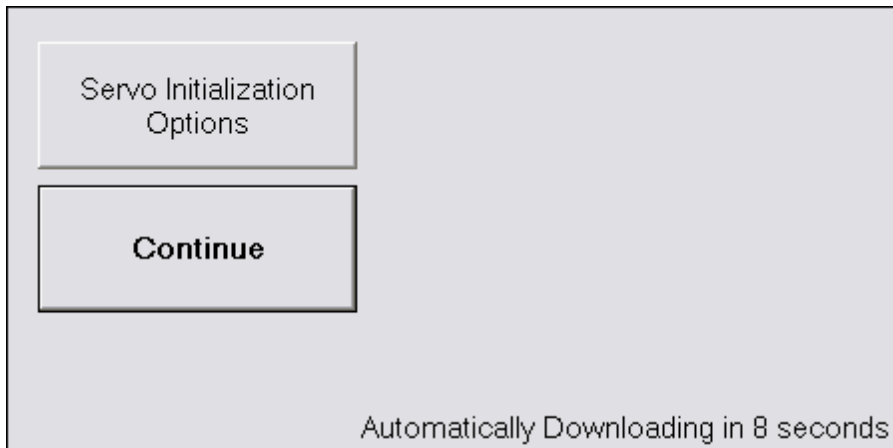 Servo Initialization
Options
Continue
Automatically Downloading in 8 seconds